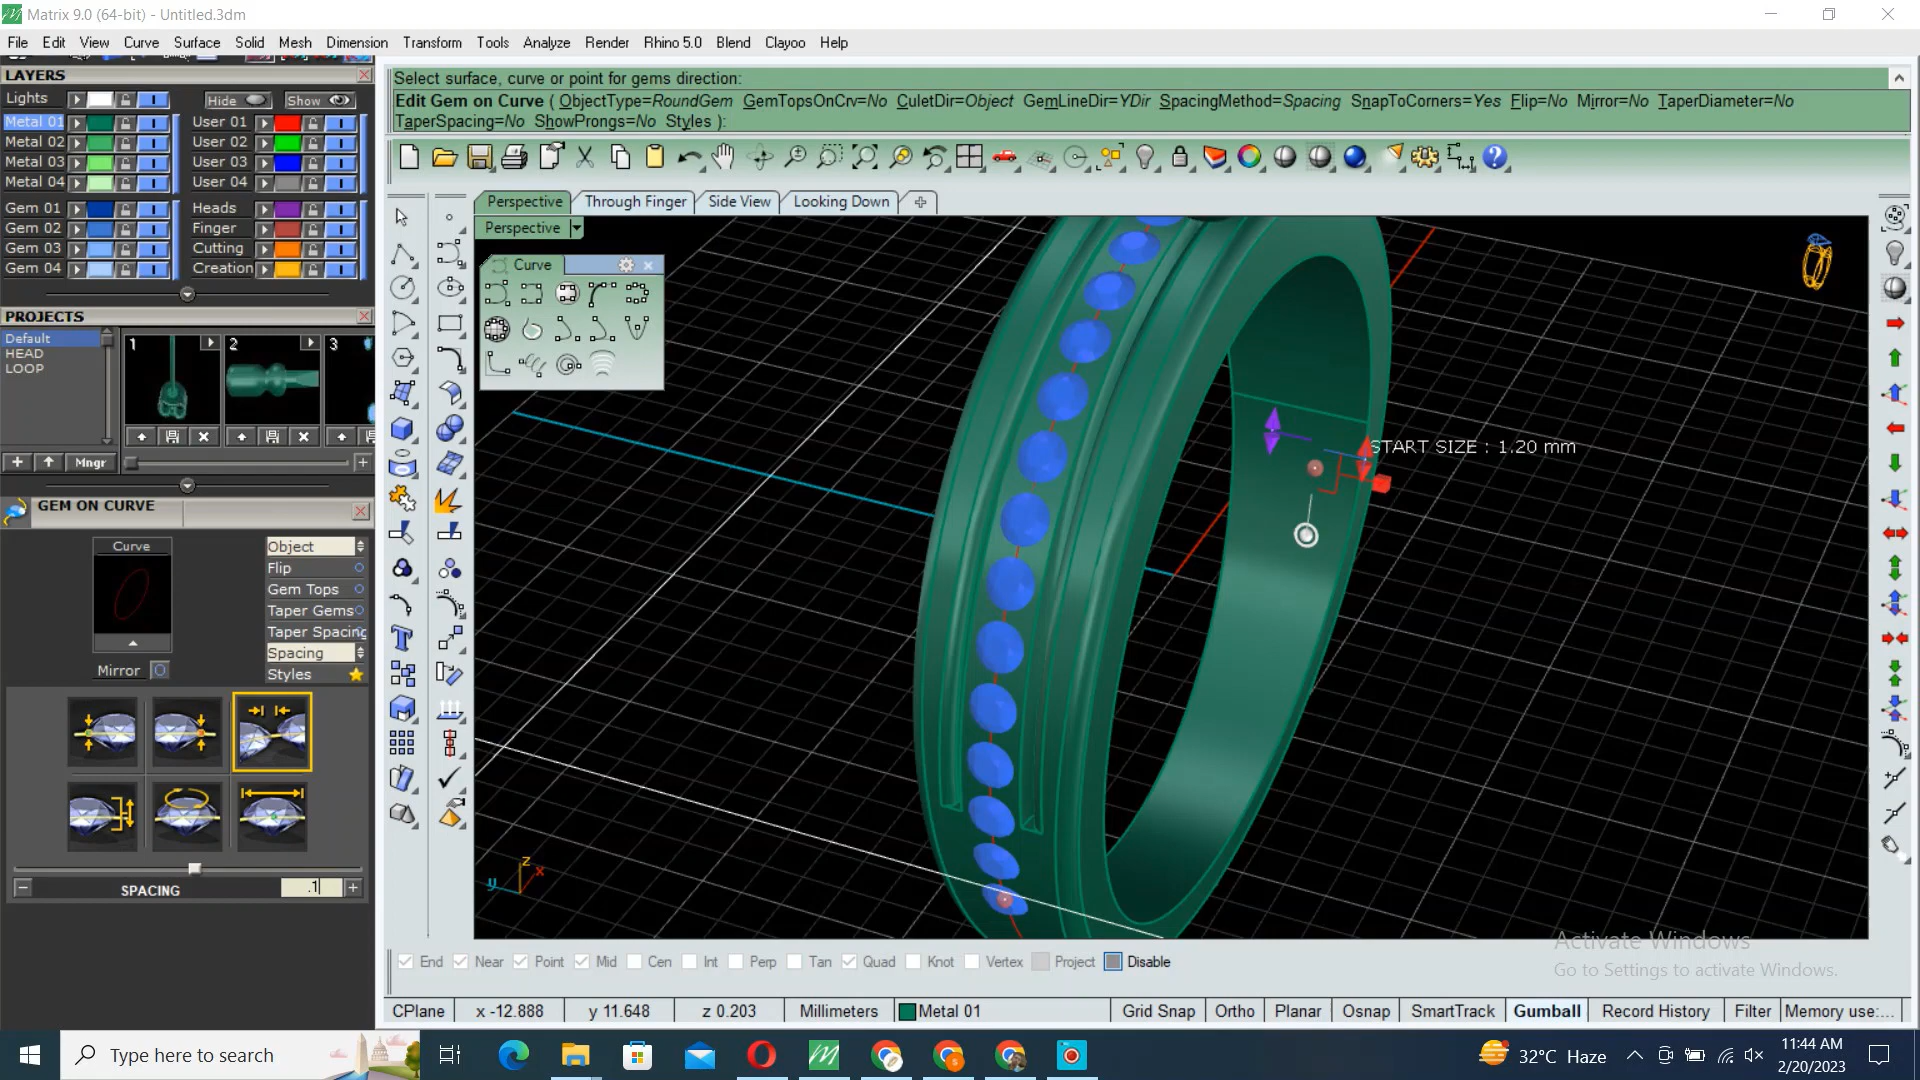 Matrix 9.0 (64-bit) - Untitled.3dm
File Edit View Curve Surface Solid Mesh Dimension Transform Tools Analyze Render Rhino 5.0 Blend Clayoo Help
LAYERS
Lights Hide Show
Metal 01 User 01
Metal 02 User 02
Metal 03 User 03
Metal 04 User 04
Gem 01 Heads
Gem 02 Finger
Gem 03 Cutting
Gem 04 Creation
PROJECTS
Default
HEAD
LOOP
1 2 3
Mngr
GEM ON CURVE
Curve
Object
Flip
Gem Tops
Taper Gems
Taper Spacing
Spacing
Mirror
Styles
SPACING .1
Select surface, curve or point for gems direction:
Edit Gem on Curve ( ObjectType=RoundGem GemTopsOnCrv=No CuletDir=Object GemLineDir=YDir SpacingMethod=Spacing SnapToCorners=Yes Flip=No Mirror=No TaperDiameter=No
TaperSpacing=No ShowProngs=No Styles ):
Perspective Through Finger Side View Looking Down
Perspective
Curve
START SIZE : 1.20 mm
z
x
y
Activate Windows
Go to Settings to activate Windows.
End Near Point Mid Cen Int Perp Tan Quad Knot Vertex Project Disable
CPlane x -12.888 y 11.648 z 0.203 Millimeters Metal 01 Grid Snap Ortho Planar Osnap SmartTrack Gumball Record History Filter Memory use:...
Type here to search
32°C Haze
11:44 AM
2/20/2023